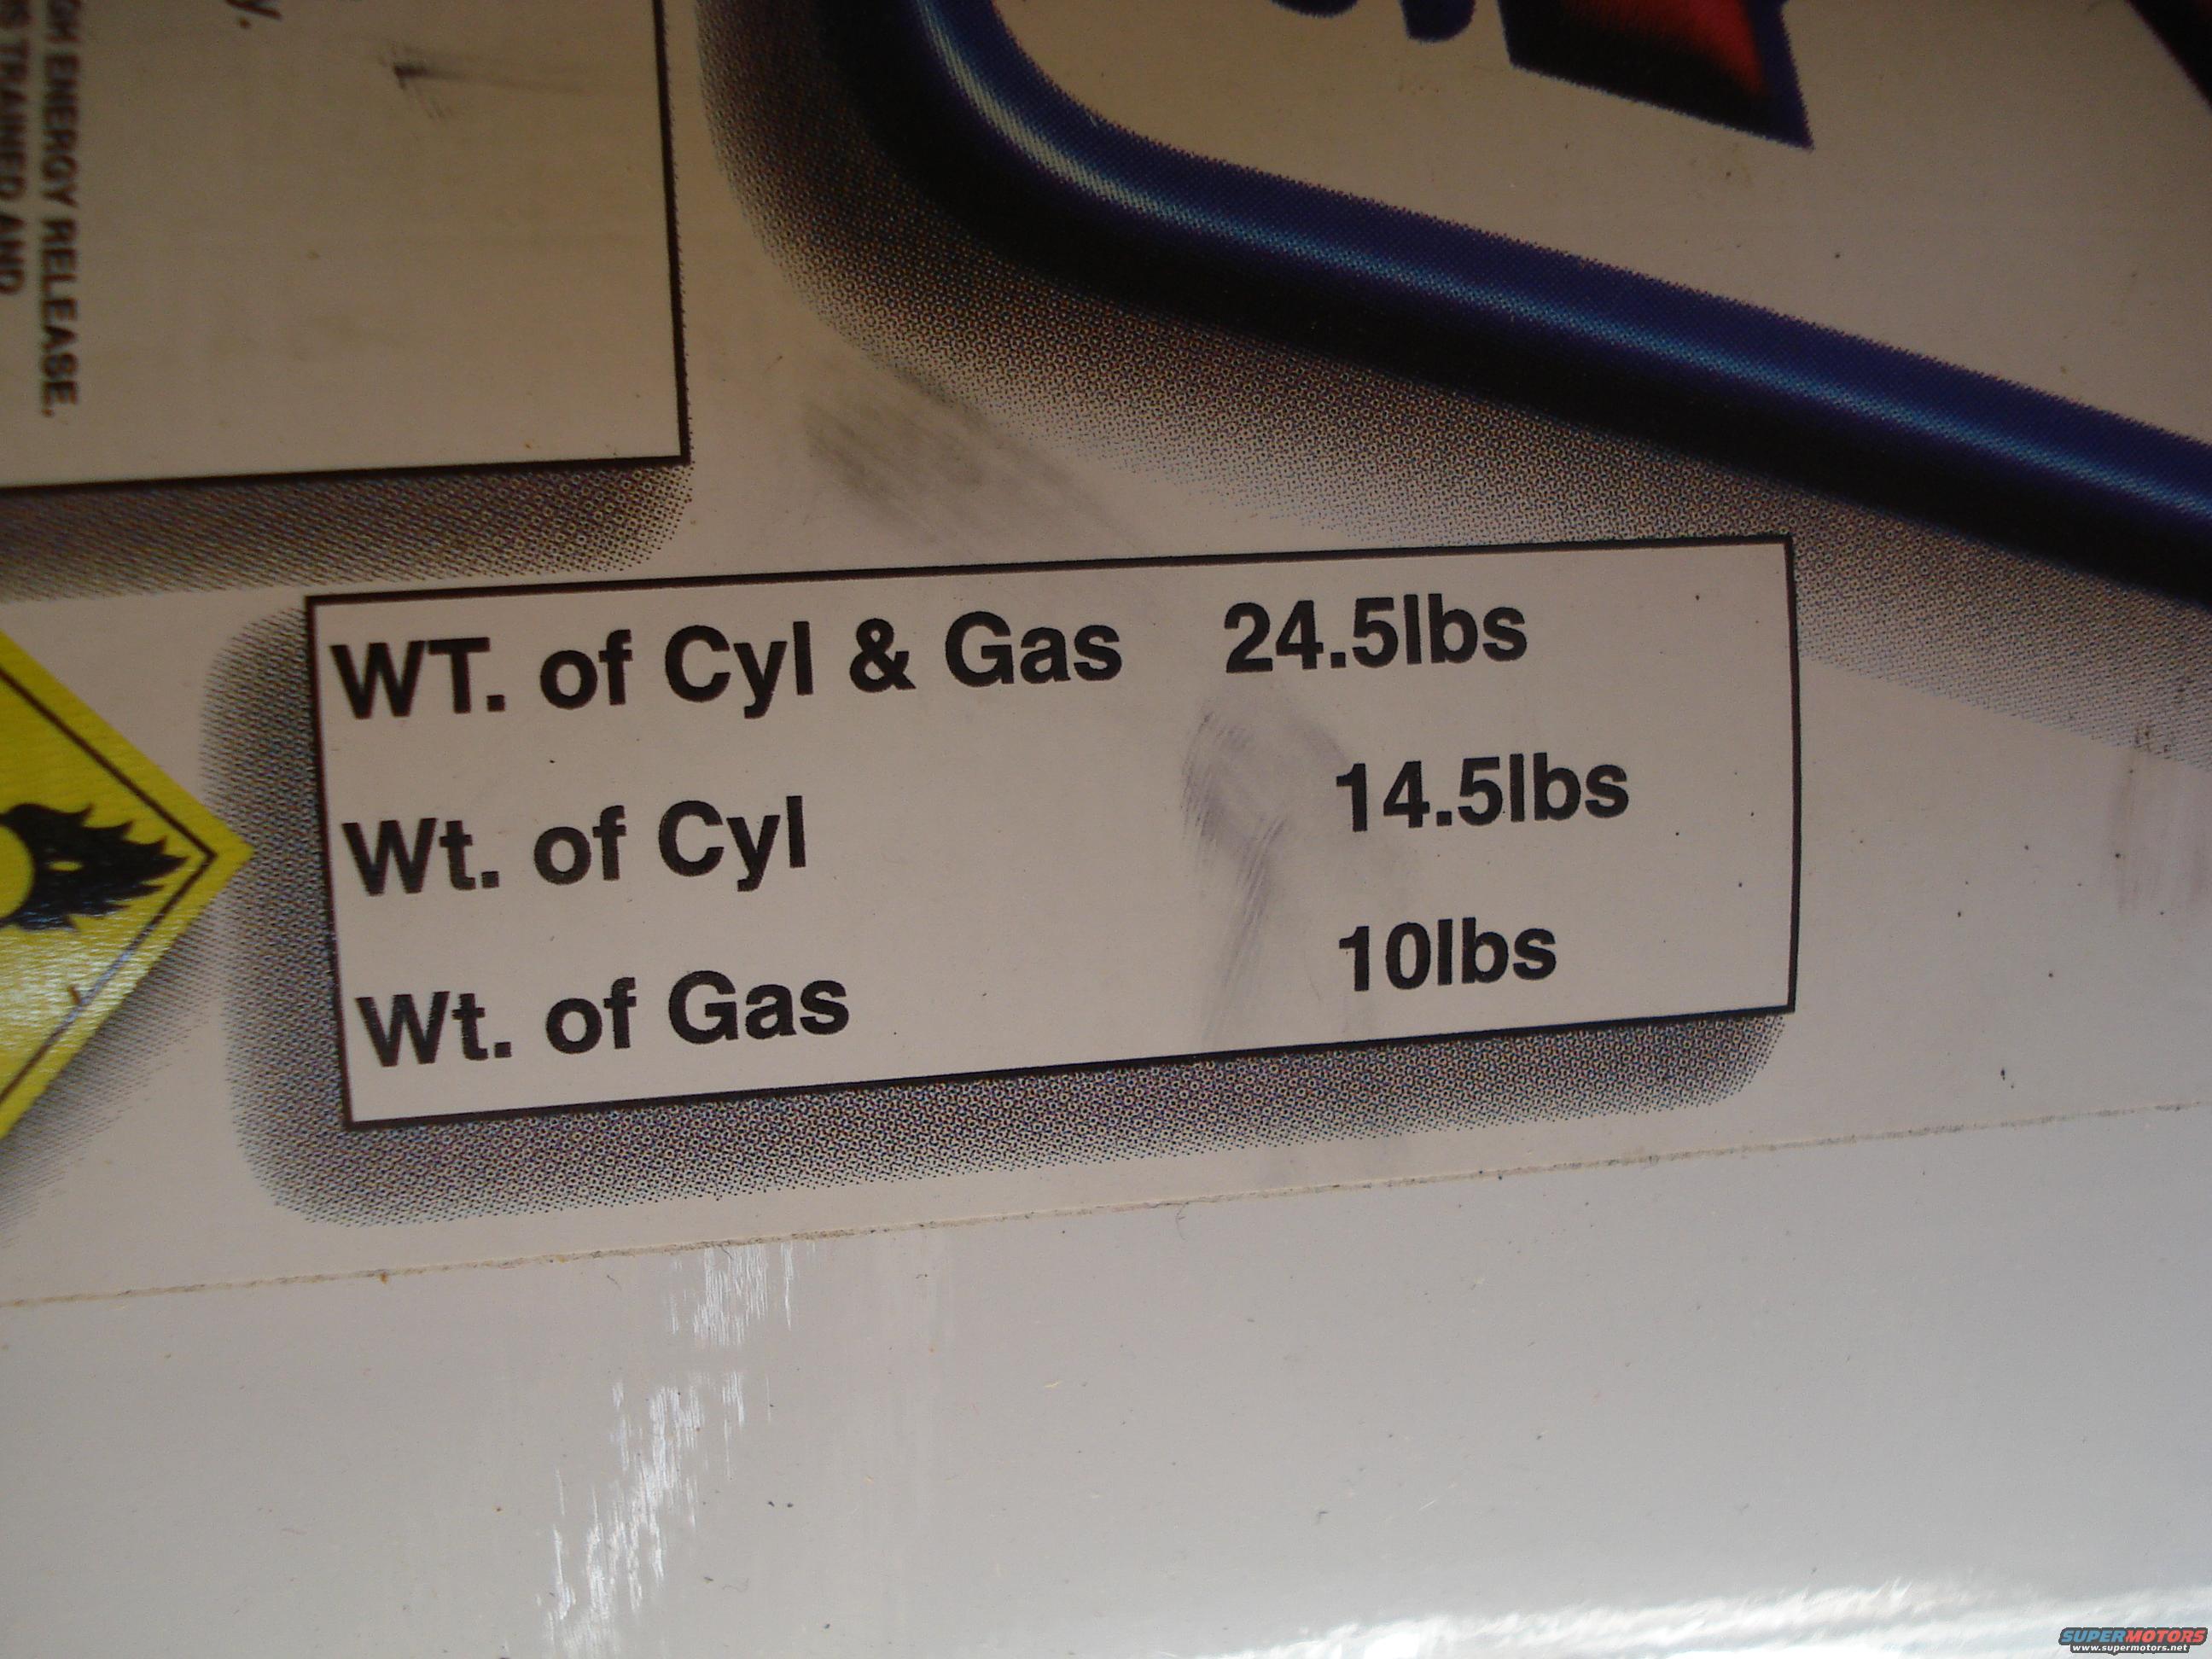 y.
GH ENERGY RELEASE,
TRAINED AND
WT. of Cyl & Gas 24.5lbs
Wt. of Cyl 14.5lbs
Wt. of Gas 10lbs
SUPERMOTORS
www.supermotors.net